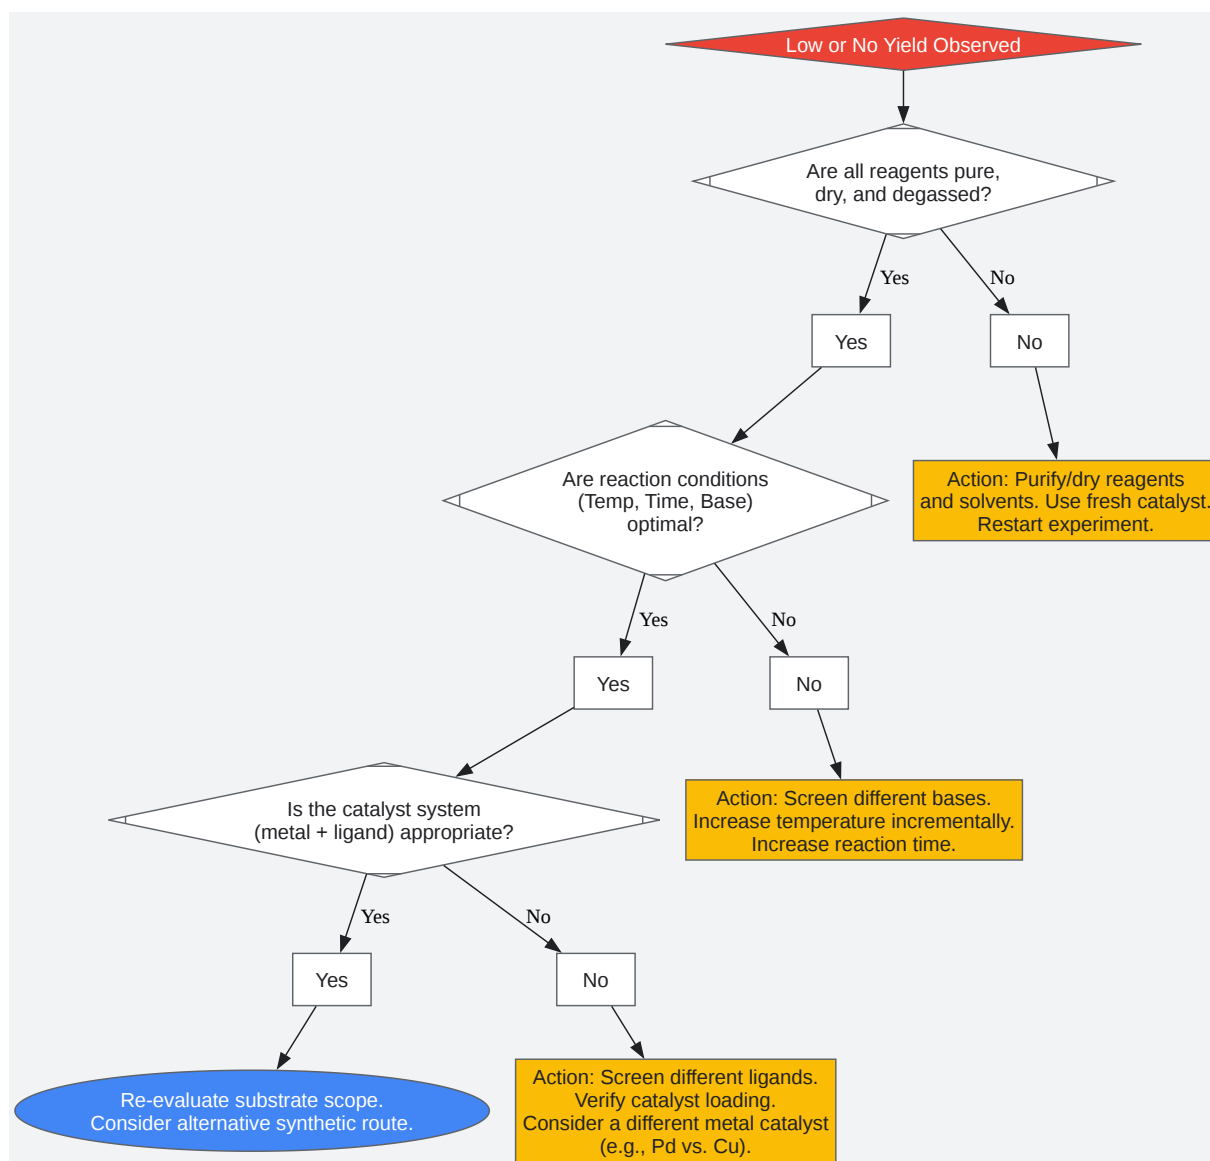 Low or No Yield Observed
Are all reagents pure,
dry, and degassed?
Yes
No
Yes
No
Are reaction conditions
(Temp, Time, Base)
optimal?
Action: Purify/dry reagents
and solvents. Use fresh catalyst.
Restart experiment.
Yes
No
Yes
No
Is the catalyst system
(metal + ligand) appropriate?
Action: Screen different bases.
Increase temperature incrementally.
Increase reaction time.
Yes
No
Yes
No
Re-evaluate substrate scope.
Consider alternative synthetic route.
Action: Screen different ligands.
Verify catalyst loading.
Consider a different metal catalyst
(e.g., Pd vs. Cu).